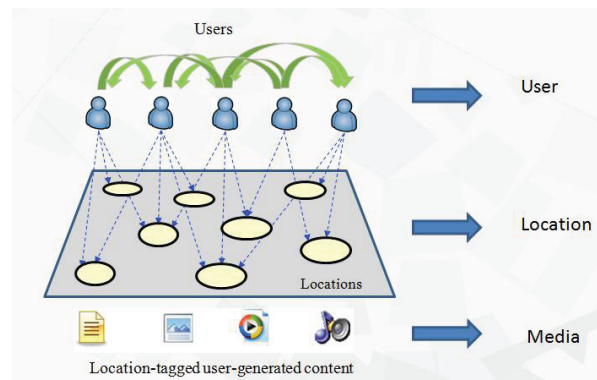 Users
User
Location
Locations
Media
Location-tagged user-generated content